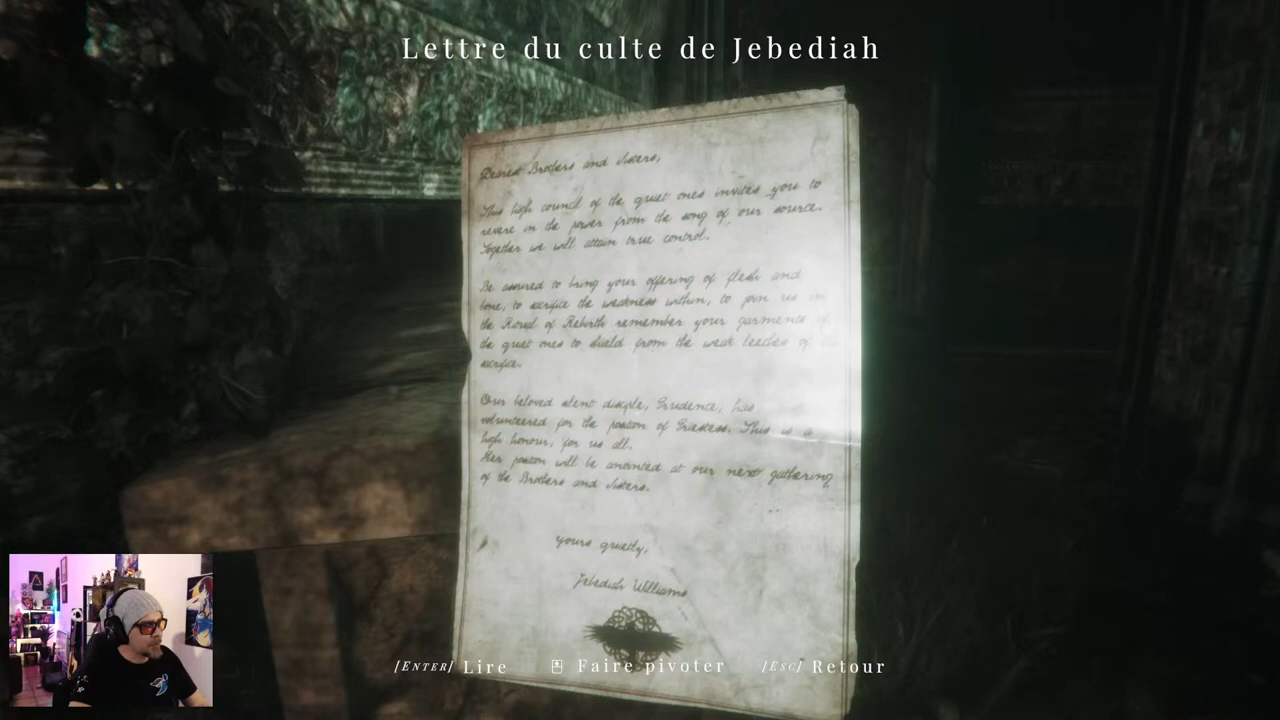 Lettre du culte de Jebediah
Dearest Brothers and Sisters,
This high council of the quiet ones invites you to
revere in the power from the song of our source.
Together we will attain true control.
Be assured to bring your offering of flesh and
bone, to sacrifice the weakness within, to join us in
the Ritual of Rebirth remember your garments of
the quiet ones to shield from the weak leeches of
sacrifice.
Our beloved silent disciple, Prudence, has
volunteered for the position of Priestess. This is a
high honour, for us all.
Her position will be anointed at our next gathering
of the Brothers and Sisters.
yours quietly,
Jebediah Williams
[ENTER] Lire Faire pivoter [ESC] Retour